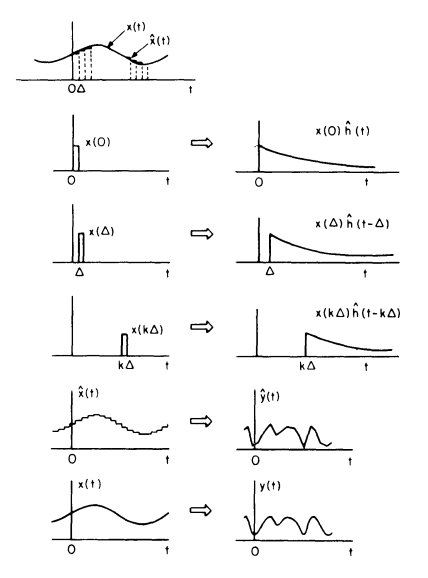 x(t)
x̂(t)
0 Δ t
x(0)
0 t
x(0) ĥ(t)
0 t
x(Δ)
Δ t
x(Δ) ĥ(t-Δ)
Δ t
x(kΔ)
kΔ t
x(kΔ) ĥ(t-kΔ)
kΔ t
x̂(t)
0 t
ŷ(t)
0 t
x(t)
0 t
y(t)
0 t